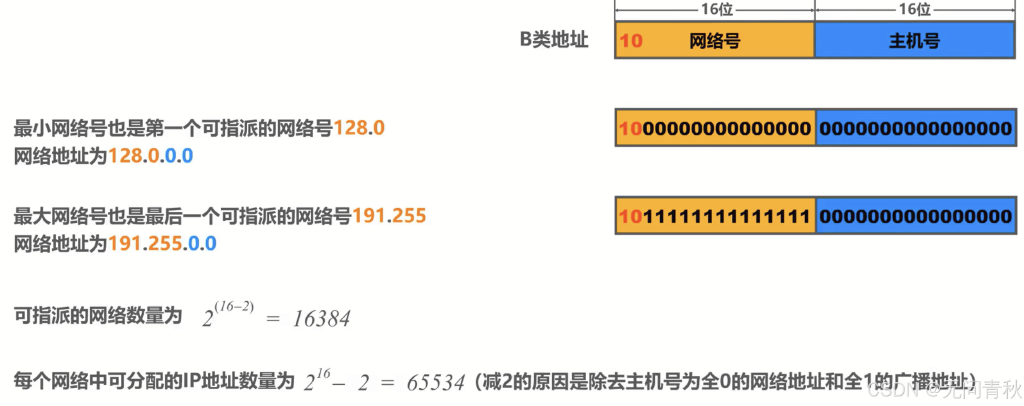 16位 16位
B类地址 10 网络号 主机号
最小网络号也是第一个可指派的网络号128.0
1000000000000000 0000000000000000
网络地址为128.0.0.0
最大网络号也是最后一个可指派的网络号191.255
1011111111111111 0000000000000000
网络地址为191.255.0.0
可指派的网络数量为 2^(16-2) = 16384
每个网络中可分配的IP地址数量为 2^16 - 2 = 65534（减2的原因是除去主机号为全0的网络地址和全1的广播地址）
CSDN @无问青秋